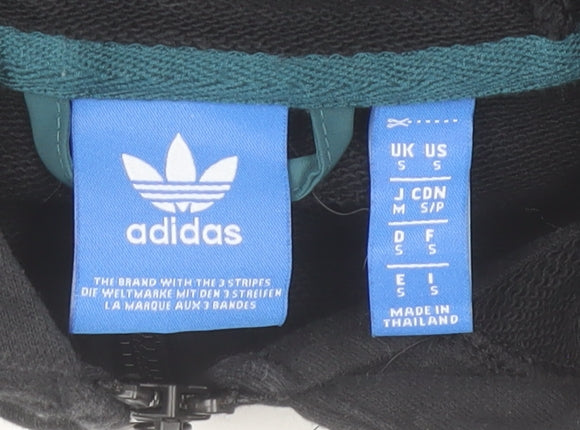 adidas
THE BRAND WITH THE 3 STRIPES
DIE WELTMARKE MIT DEN 3 STREIFEN
LA MARQUE AUX 3 BANDES
UK US
S S
J CDN
M S/P
D F
S S
E I
S S
MADE IN
THAILAND